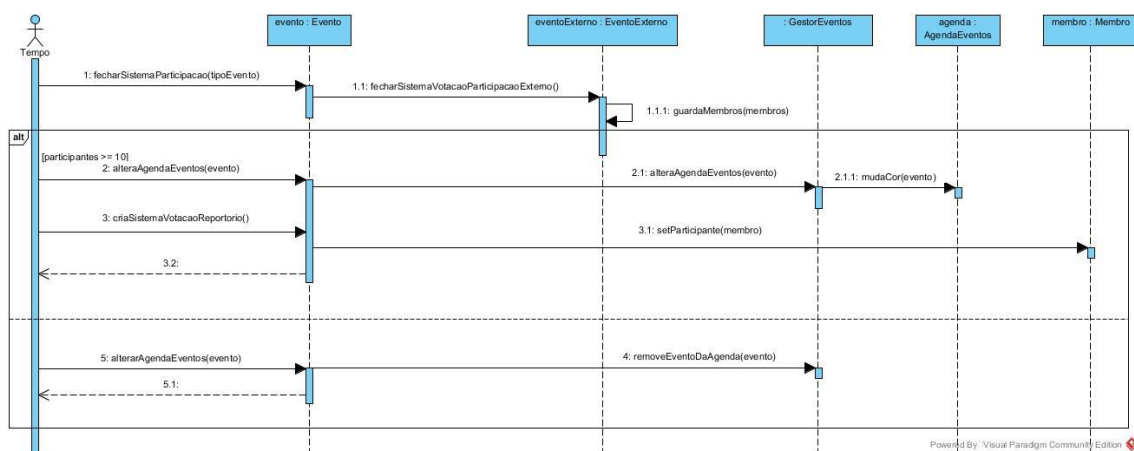 Tempo
evento : Evento
eventoExterno : EventoExterno
: GestorEventos
agenda :
AgendaEventos
membro : Membro
1: fecharSistemaParticipacao(tipoEvento)
1.1: fecharSistemaVotacaoParticipacaoExterno()
1.1.1: guardaMembros(membros)
alt
[participantes >= 10]
2: alteraAgendaEventos(evento)
2.1: alteraAgendaEventos(evento)
2.1.1: mudaCor(evento)
3: criaSistemaVotacaoReportorio()
3.1: setParticipante(membro)
3.2:
5: alterarAgendaEventos(evento)
4: removeEventoDaAgenda(evento)
5.1:
Powered By Visual Paradigm Community Edition